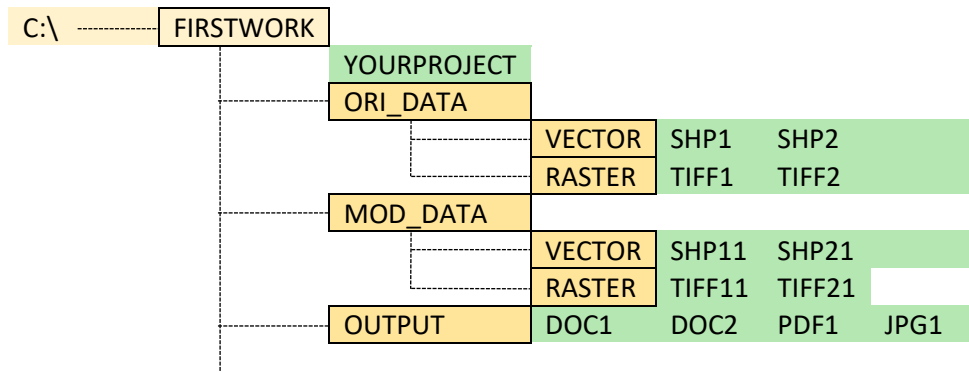 C:\ FIRSTWORK
YOURPROJECT
ORI_DATA
VECTOR SHP1 SHP2
RASTER TIFF1 TIFF2
MOD_DATA
VECTOR SHP11 SHP21
RASTER TIFF11 TIFF21
OUTPUT DOC1 DOC2 PDF1 JPG1